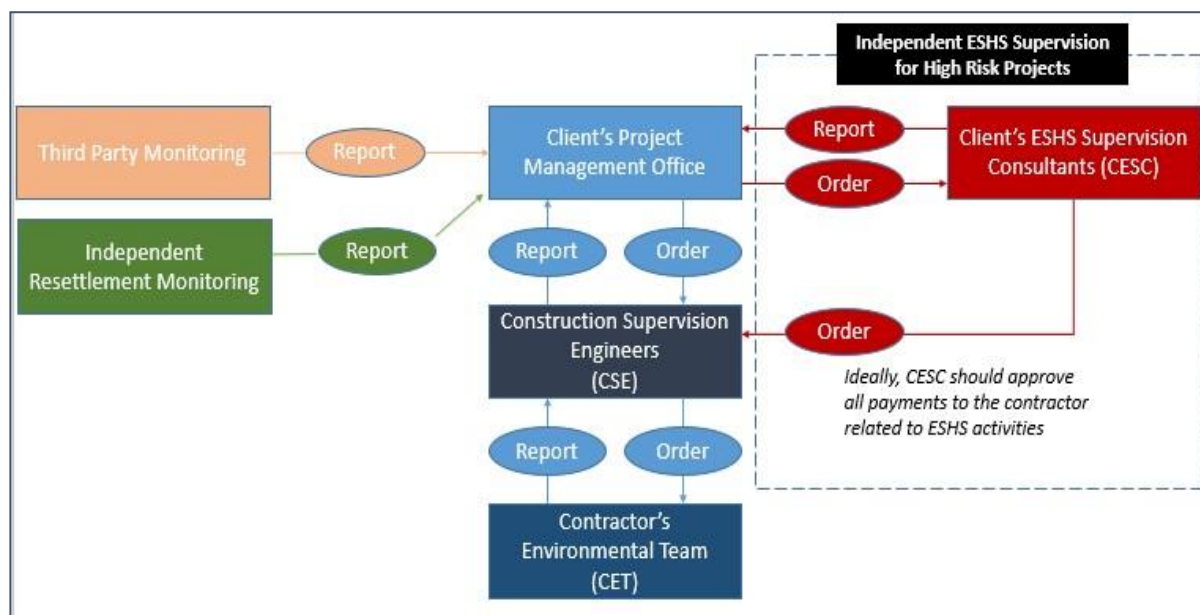 Independent ESHS Supervision
for High Risk Projects
Third Party Monitoring
Report
Client's Project
Management Office
Report
Order
Client's ESHS Supervision
Consultants (CESC)
Independent
Resettlement Monitoring
Report
Report
Order
Construction Supervision
Engineers
(CSE)
Order
Ideally, CESC should approve
all payments to the contractor
related to ESHS activities
Report
Order
Contractor's
Environmental Team
(CET)